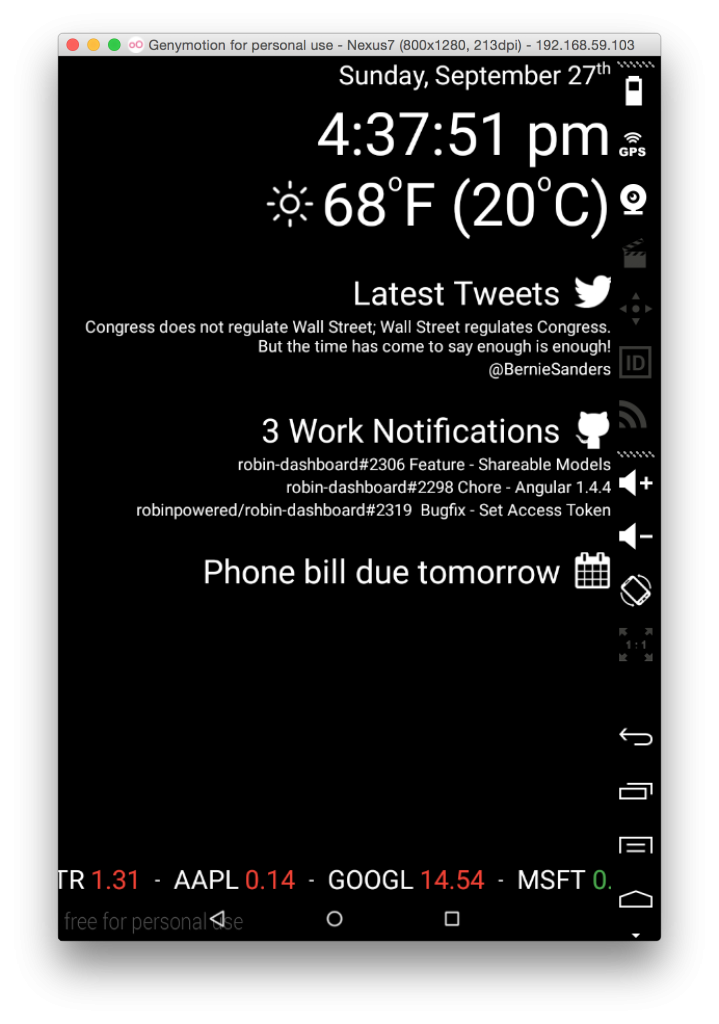 Genymotion for personal use - Nexus7 (800x1280, 213dpi) - 192.168.59.103
Sunday, September 27th
4:37:51 pm
GPS
68°F (20°C)
Latest Tweets
Congress does not regulate Wall Street; Wall Street regulates Congress.
But the time has come to say enough is enough!
@BernieSanders
ID
3 Work Notifications
robin-dashboard#2306 Feature - Shareable Models
robin-dashboard#2298 Chore - Angular 1.4.4
robinpowered/robin-dashboard#2319 Bugfix - Set Access Token
Phone bill due tomorrow
1:1
TR 1.31 - AAPL 0.14 - GOOGL 14.54 - MSFT 0.
free for personal use